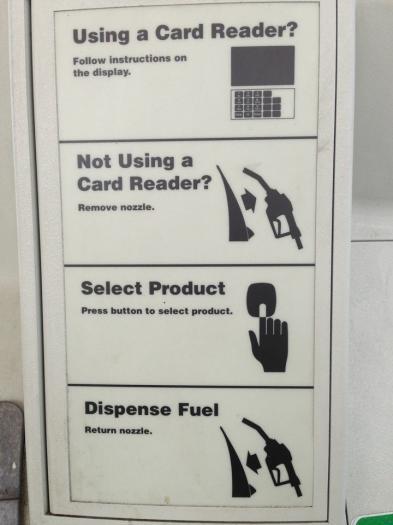 Using a Card Reader?
Follow instructions on
the display.
Not Using a
Card Reader?
Remove nozzle.
Select Product
Press button to select product.
Dispense Fuel
Return nozzle.